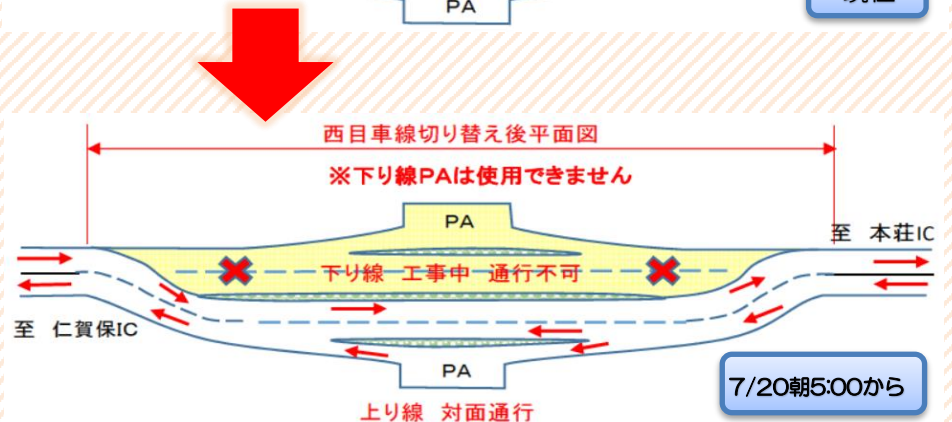 PA
西目車線切り替え後平面図
※下り線PAは使用できません
PA
至 本荘IC
下り線 工事中 通行不可
至 仁賀保IC
PA
7/20朝5:00から
上り線 対面通行